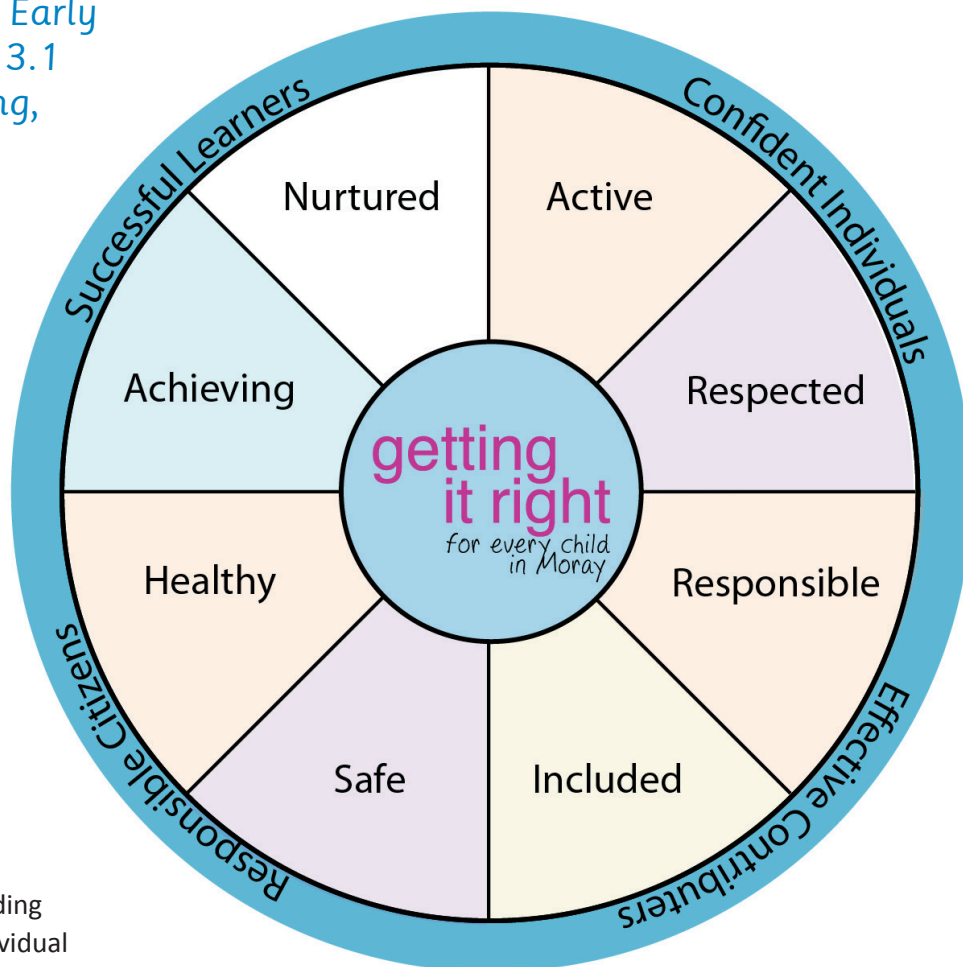 Early
3.1
ng,
Successful Learners
Confident Individuals
Nurtured
Active
Achieving
Respected
getting
it right
for every child
in Moray
Healthy
Responsible
Safe
Included
Responsible Citizens
Effective Contributers
ding
vidual